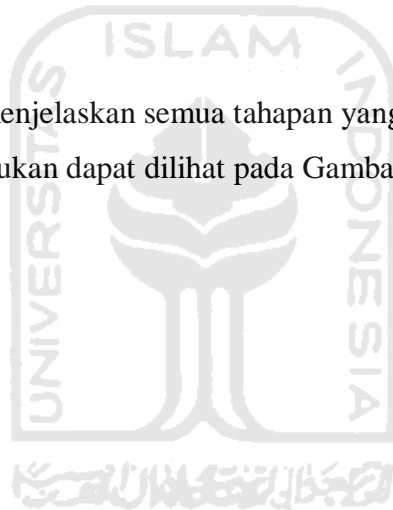 ISLAM
enjelaskan semua tahapan yang
ukan dapat dilihat pada Gamba
UNIVERSITAS
INDONESIA